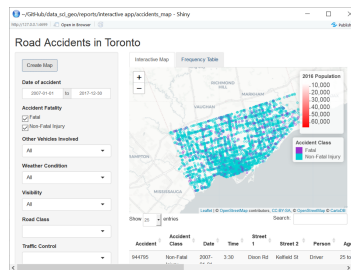 ~/GitHub/data_sci_geo/reports/interactive app/accidents_map - Shiny
Open in Browser
Publish
Road Accidents in Toronto
Create Map
Date of accident
2007-01-01 to 2017-12-30
Accident Fatality
Fatal
Non-Fatal Injury
Other Vehicles Involved
All
Weather Condition
All
Visibility
All
Road Class
Traffic Control
Interactive Map
Frequency Table
+
−
RICHMOND
HILL
MARKHAM
VAUGHAN
MISSISSAUGA
2016 Population
10,000
20,000
30,000
40,000
50,000
60,000
Accident Class
Fatal
Non-Fatal Injury
Leaflet | © OpenStreetMap contributors, CC-BY-SA, © OpenStreetMap © CartoDB
Show 25 entries
Search:
Accident
Accident Class
Date
Time
Street 1
Street 2
Person
944795
Non-Fatal
2007-
3:30
Dixon Rd
Driver
25 to